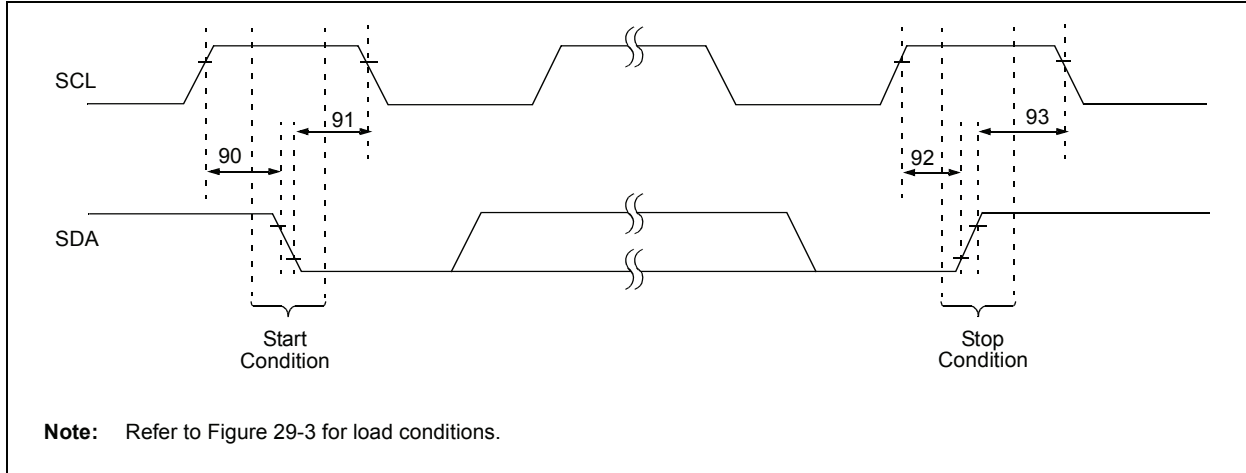 SCL
91
93
90
92
SDA
Start
Condition
Stop
Condition
Note: Refer to Figure 29-3 for load conditions.